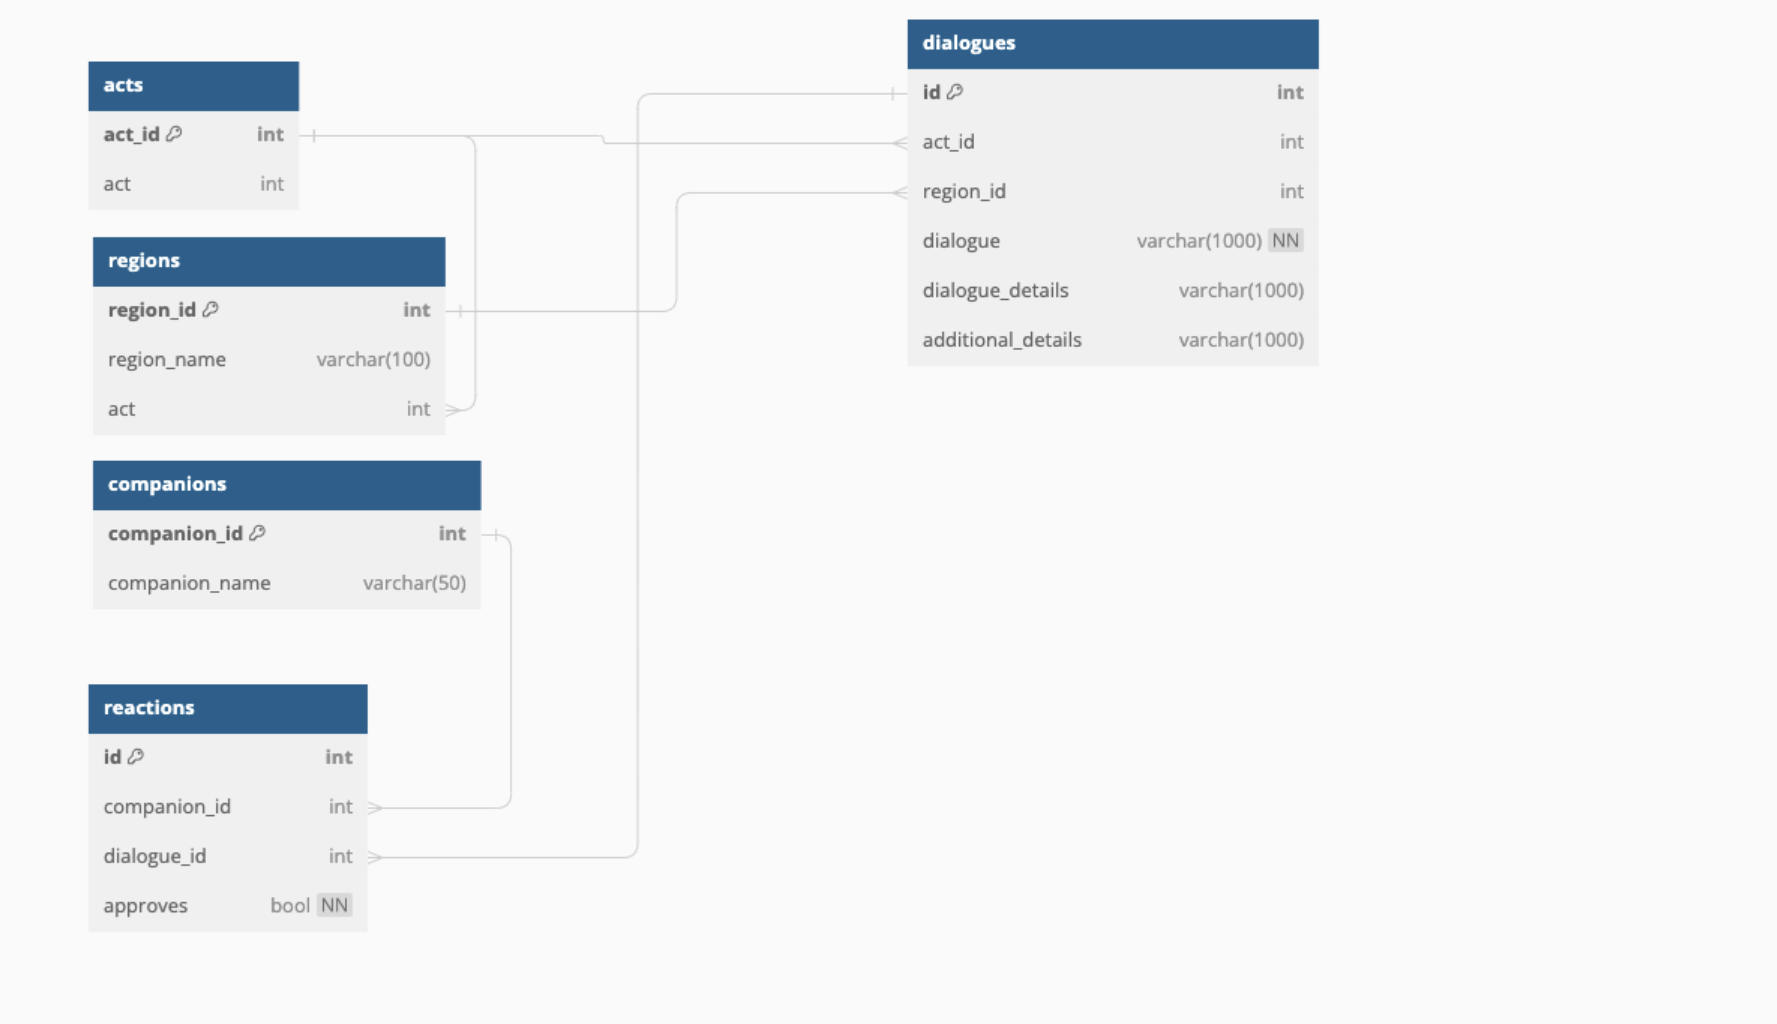 acts
act_id int
act int
regions
region_id int
region_name varchar(100)
act int
companions
companion_id int
companion_name varchar(50)
reactions
id int
companion_id int
dialogue_id int
approves bool NN
dialogues
id int
act_id int
region_id int
dialogue varchar(1000) NN
dialogue_details varchar(1000)
additional_details varchar(1000)